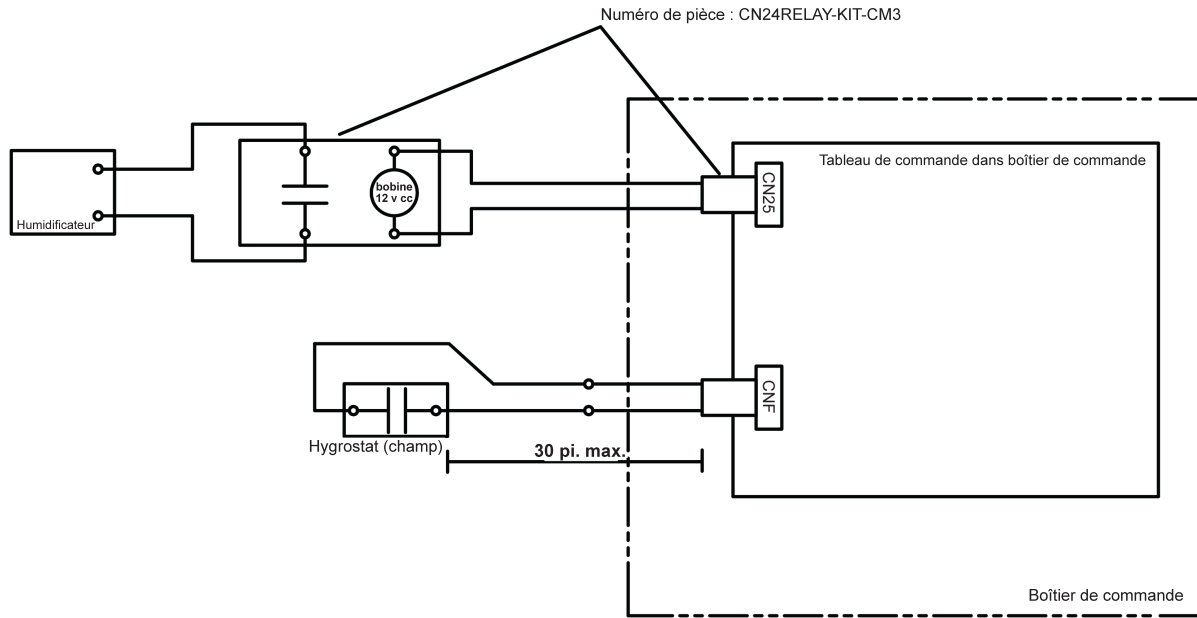 Numéro de pièce : CN24RELAY-KIT-CM3
Tableau de commande dans boîtier de commande
CN25
bobine
12 v cc
Humidificateur
CNF
Hygrostat (champ)
30 pi. max.
Boîtier de commande